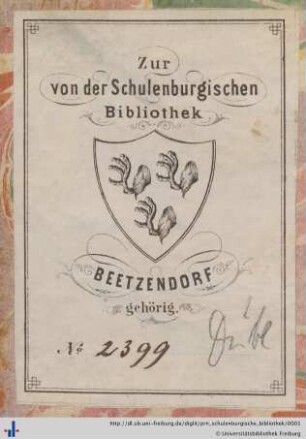 Zur
von der Schulenburgischen
Bibliothek
BEETZENDORF
gehörig.
№ 2399
http://dl.ub.uni-freiburg.de/diglit/prm_schulenburgische_bibliothek/0001
© Universitätsbibliothek Freiburg